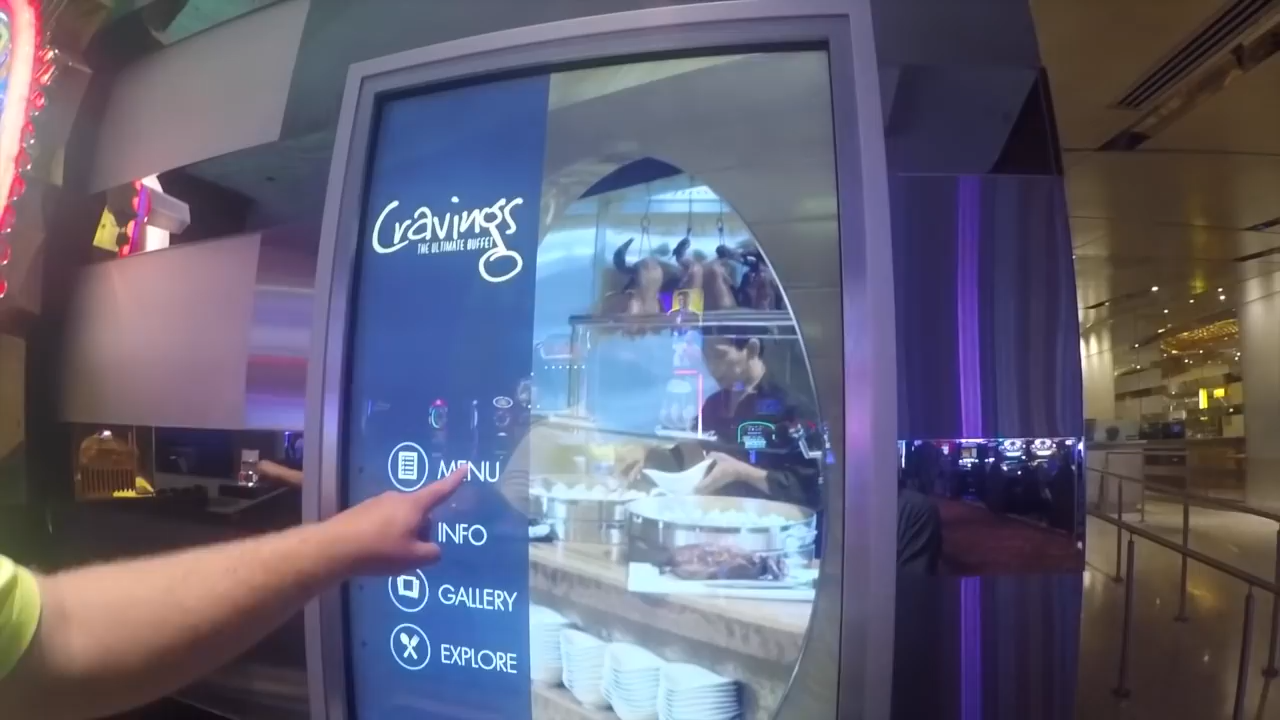 Cravings
THE ULTIMATE BUFFET
MENU
INFO
GALLERY
EXPLORE